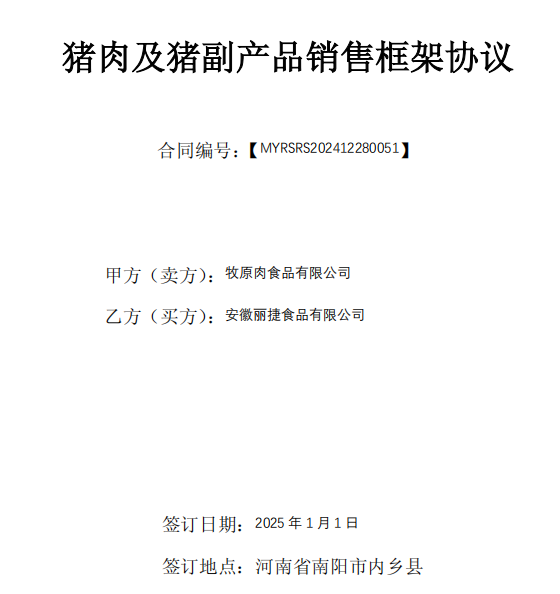 猪肉及猪副产品销售框架协议
合同编号：【MYRSRS202412280051】
甲方（卖方）：牧原肉食品有限公司
乙方（买方）：安徽丽捷食品有限公司
签订日期：2025年1月1日
签订地点：河南省南阳市内乡县